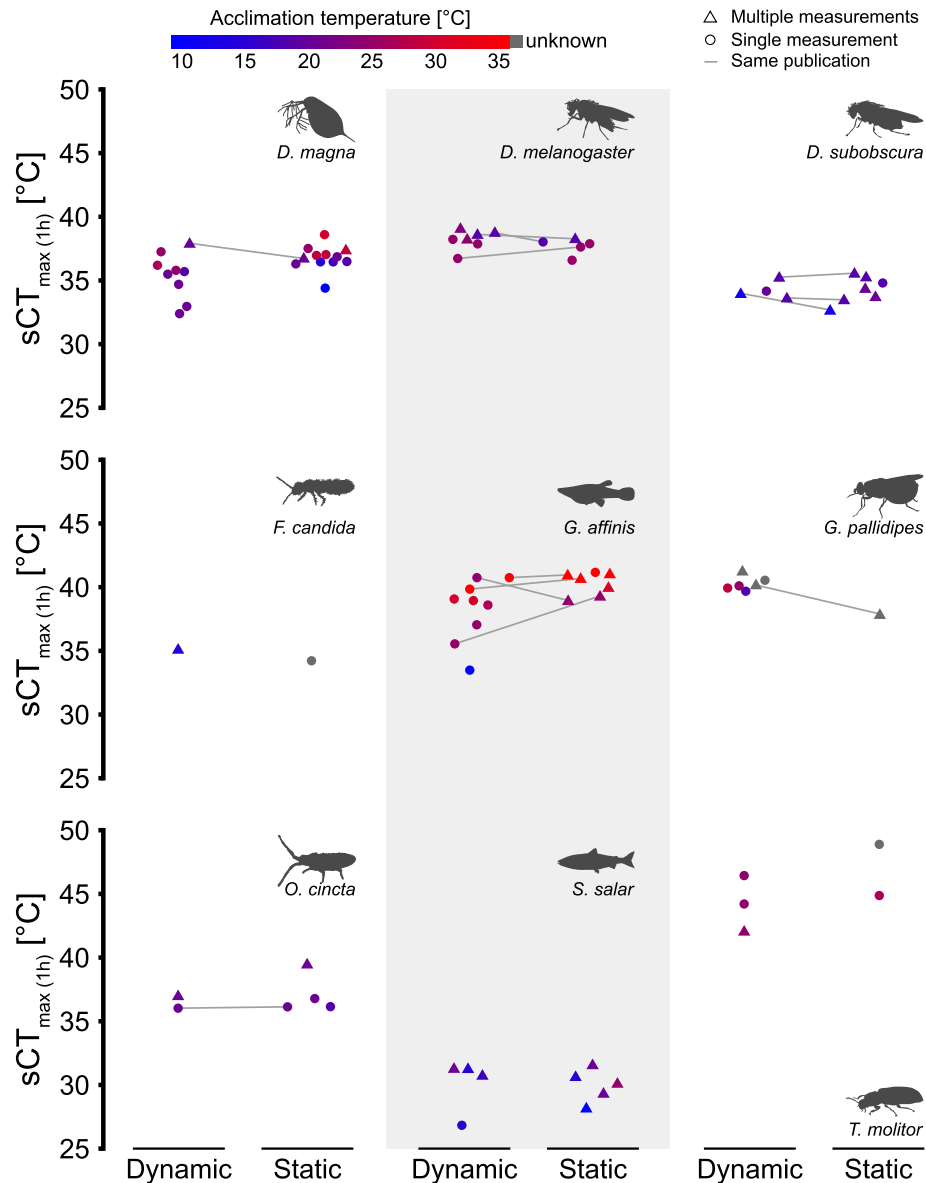 Acclimation temperature [°C]
unknown
10 15 20 25 30 35
Multiple measurements
Single measurement
Same publication
sCTmax (1h) [°C]
50
45
40
35
30
25
D. magna
D. melanogaster
D. subobscura
sCTmax (1h) [°C]
50
45
40
35
30
25
F. candida
G. affinis
G. pallidipes
sCTmax (1h) [°C]
50
45
40
35
30
25
O. cincta
S. salar
T. molitor
Dynamic Static Dynamic Static Dynamic Static